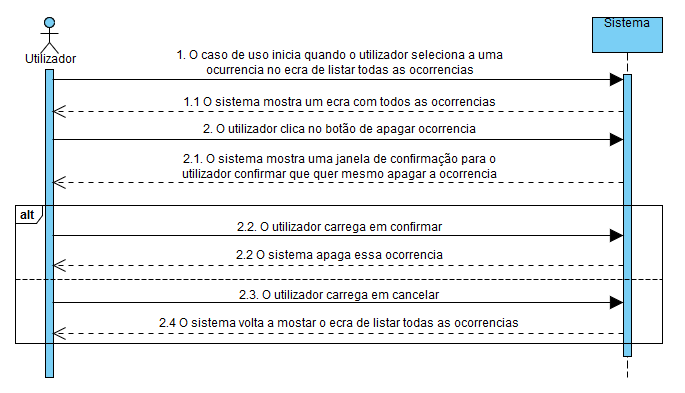 Utilizador
Sistema
1. O caso de uso inicia quando o utilizador seleciona a uma
ocurrencia no ecra de listar todas as ocorrencias
1.1 O sistema mostra um ecra com todos as ocorrencias
2. O utilizador clica no botão de apagar ocorrencia
2.1. O sistema mostra uma janela de confirmação para o
utilizador confirmar que quer mesmo apagar a ocorrencia
alt
2.2. O utilizador carrega em confirmar
2.2 O sistema apaga essa ocorrencia
2.3. O utilizador carrega em cancelar
2.4 O sistema volta a mostar o ecra de listar todas as ocorrencias